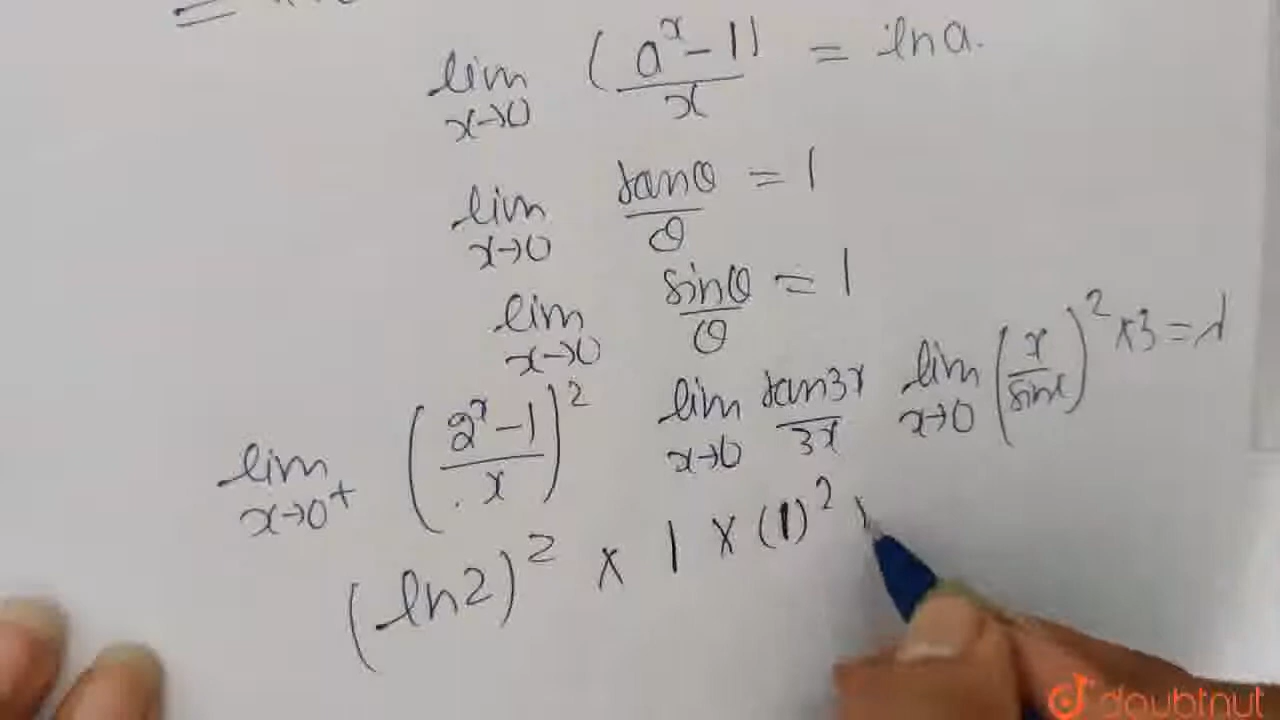 lim x→0 (a^x - 1) / x = ln a.
lim x→0 tanθ / θ = 1
lim x→0 sinθ / θ = 1
lim x→0+ ((2^x - 1) / x)^2 lim x→0 tan3x / 3x lim x→0 (x / sinx)^2 × 3 = λ
(ln2)^2 × 1 × (1)^2
doubtnut